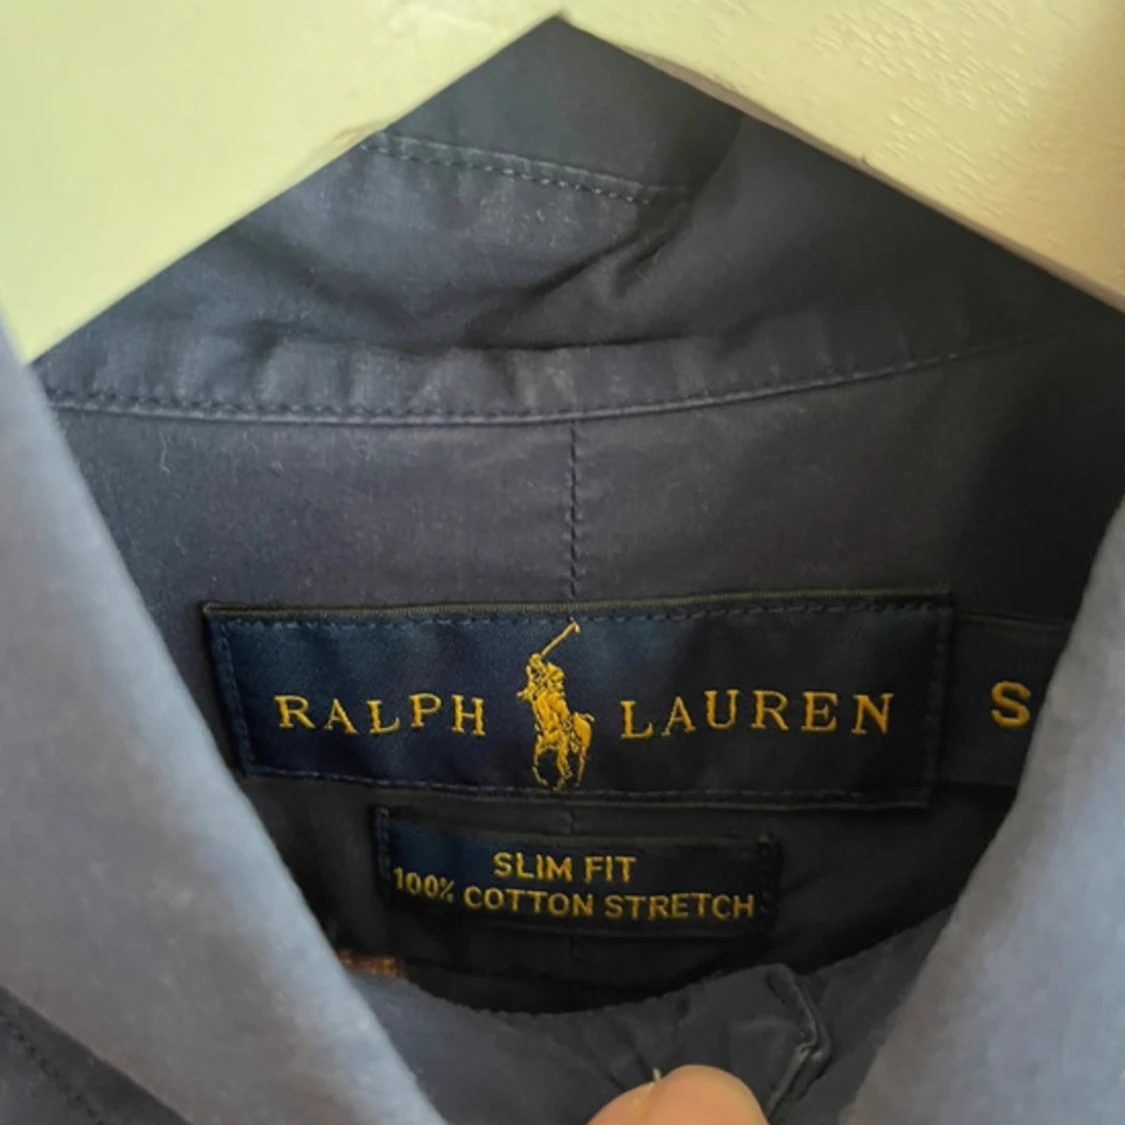 RALPH LAUREN S
SLIM FIT
100% COTTON STRETCH